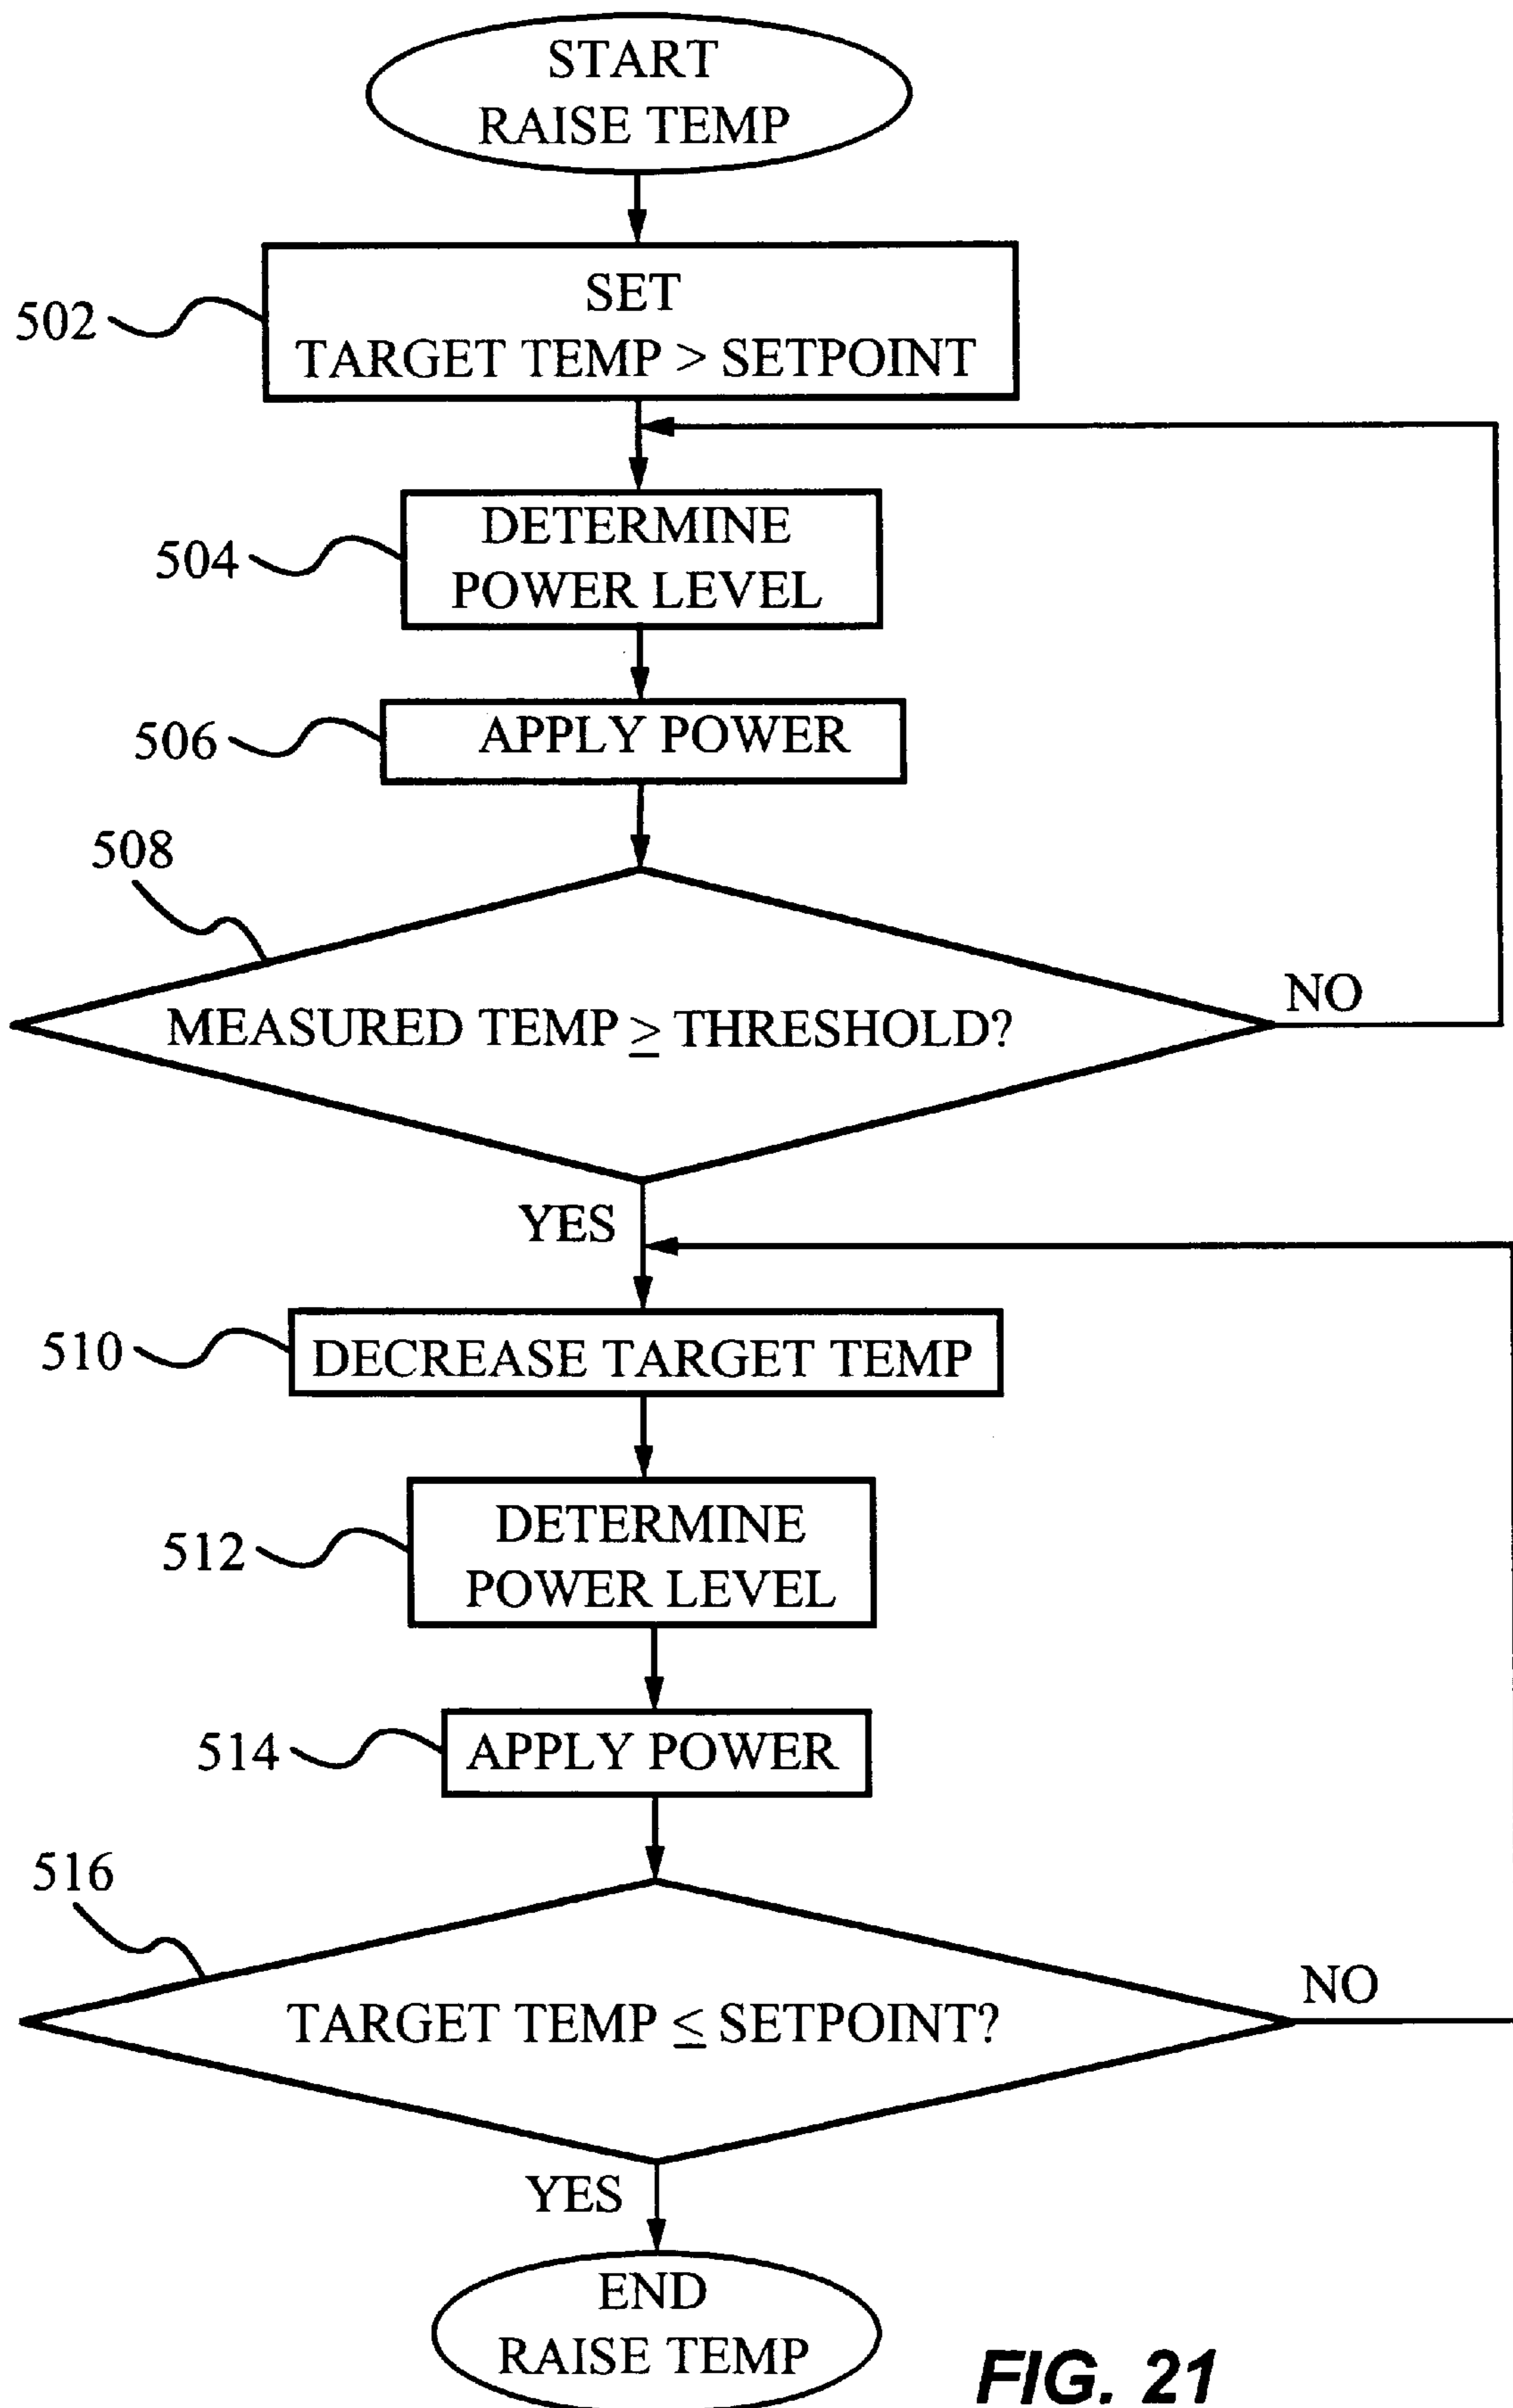 START
RAISE TEMP
502
SET
TARGET TEMP > SETPOINT
504
DETERMINE
POWER LEVEL
506
APPLY POWER
508
MEASURED TEMP ≥ THRESHOLD?
NO
YES
510
DECREASE TARGET TEMP
512
DETERMINE
POWER LEVEL
514
APPLY POWER
516
TARGET TEMP ≤ SETPOINT?
NO
YES
END
RAISE TEMP
FIG. 21